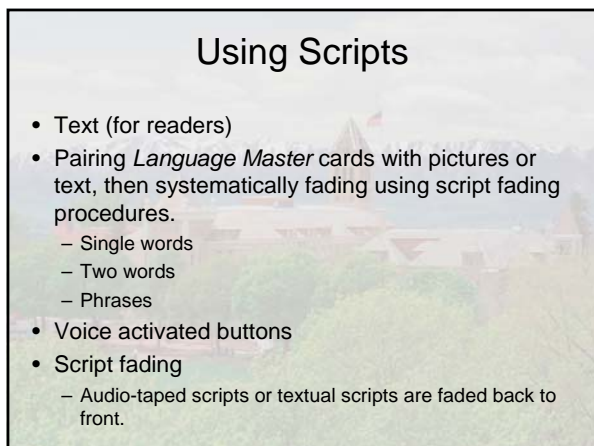 Using Scripts
• Text (for readers)
• Pairing Language Master cards with pictures or
text, then systematically fading using script fading
procedures.
– Single words
– Two words
– Phrases
• Voice activated buttons
• Script fading
– Audio-taped scripts or textual scripts are faded back to
front.